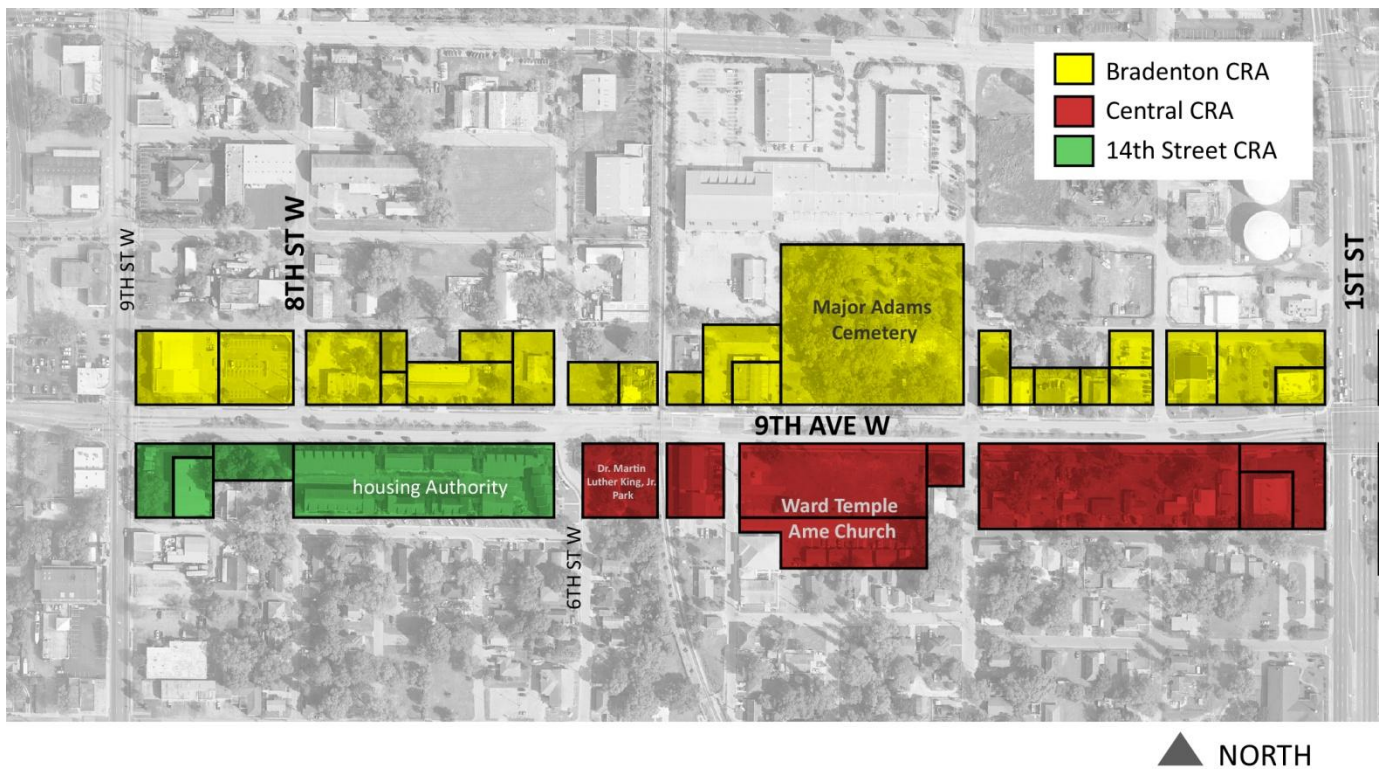 Bradenton CRA
Central CRA
14th Street CRA
9TH ST W
8TH ST W
1ST ST
Major Adams
Cemetery
9TH AVE W
housing Authority
Dr. Martin
Luther King, Jr.
Park
Ward Temple
Ame Church
6TH ST W
NORTH